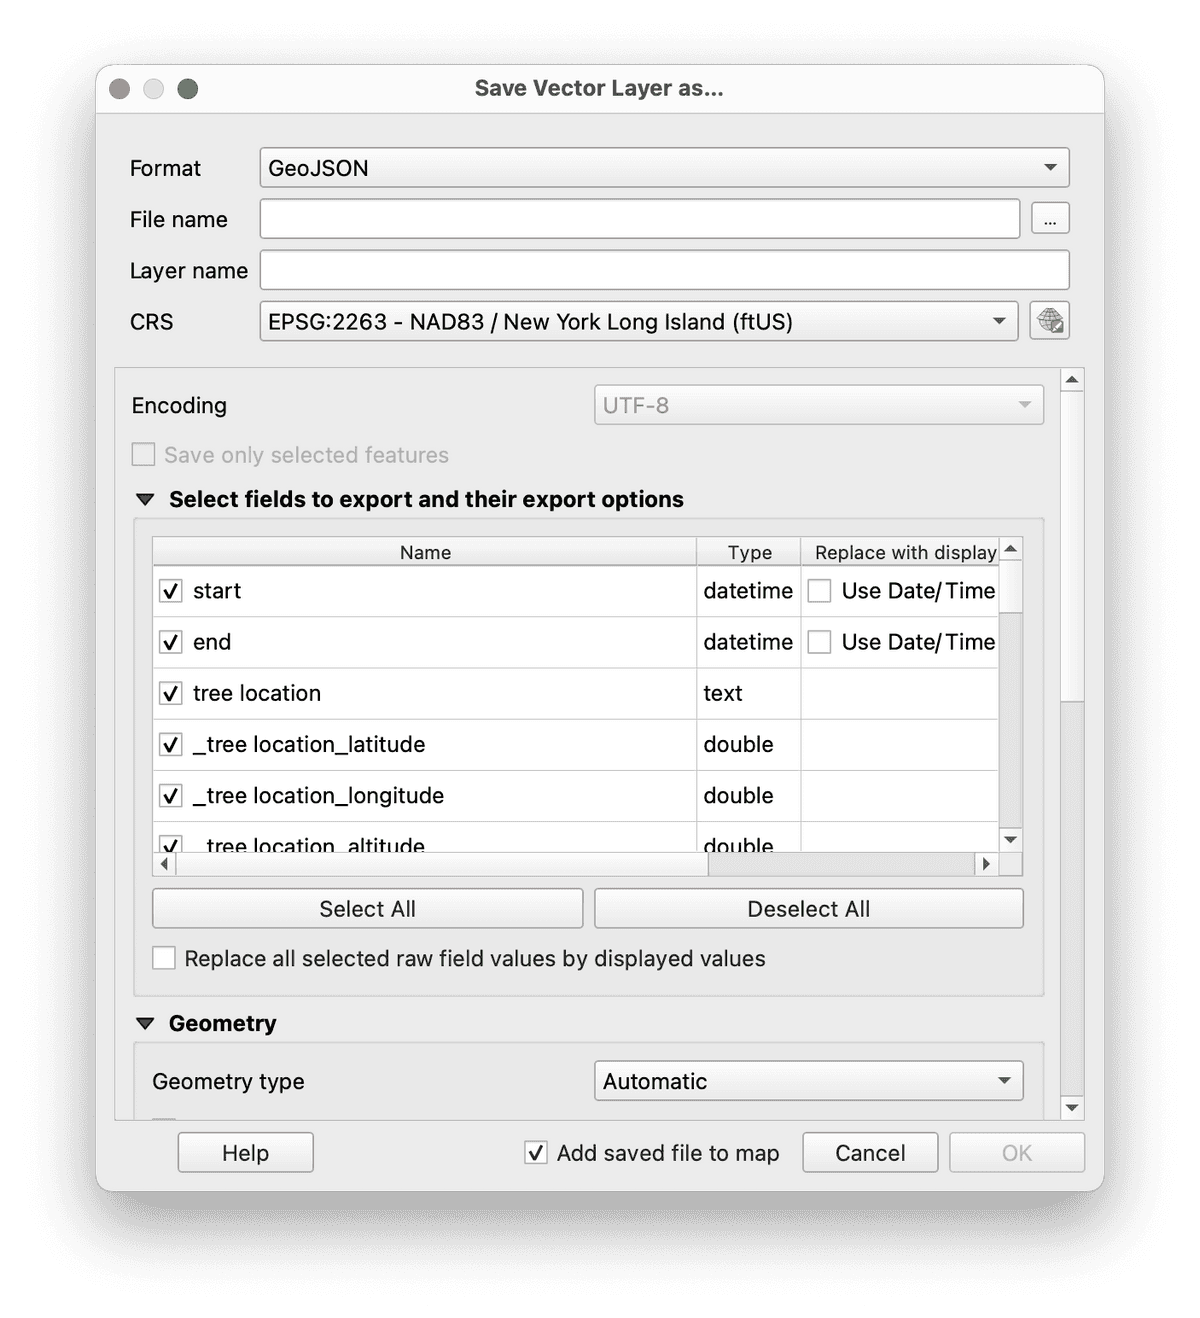 Save Vector Layer as...
Format GeoJSON
File name ...
Layer name
CRS EPSG:2263 - NAD83 / New York Long Island (ftUS)
Encoding UTF-8
Save only selected features
Select fields to export and their export options
Name Type Replace with display
start datetime Use Date/Time
end datetime Use Date/Time
tree location text
_tree location_latitude double
_tree location_longitude double
_tree location_altitude double
Select All Deselect All
Replace all selected raw field values by displayed values
Geometry
Geometry type Automatic
Help Add saved file to map Cancel OK